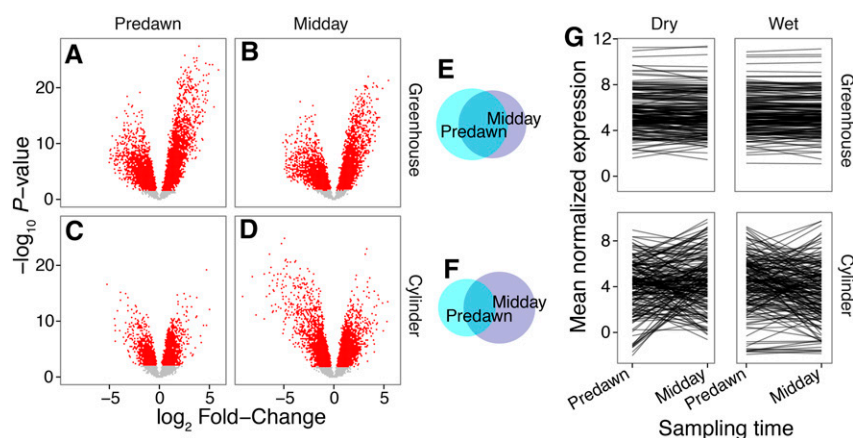 Predawn
Midday
A
B
C
D
Greenhouse
Cylinder
20
10
0
20
10
0
−log10 P−value
−5
0
5
−5
0
5
log2 Fold−Change
E
Predawn
Midday
F
Predawn
Midday
G
Dry
Wet
12
8
4
0
8
4
0
Mean normalized expression
Greenhouse
Cylinder
Predawn
Midday
Predawn
Midday
Sampling time